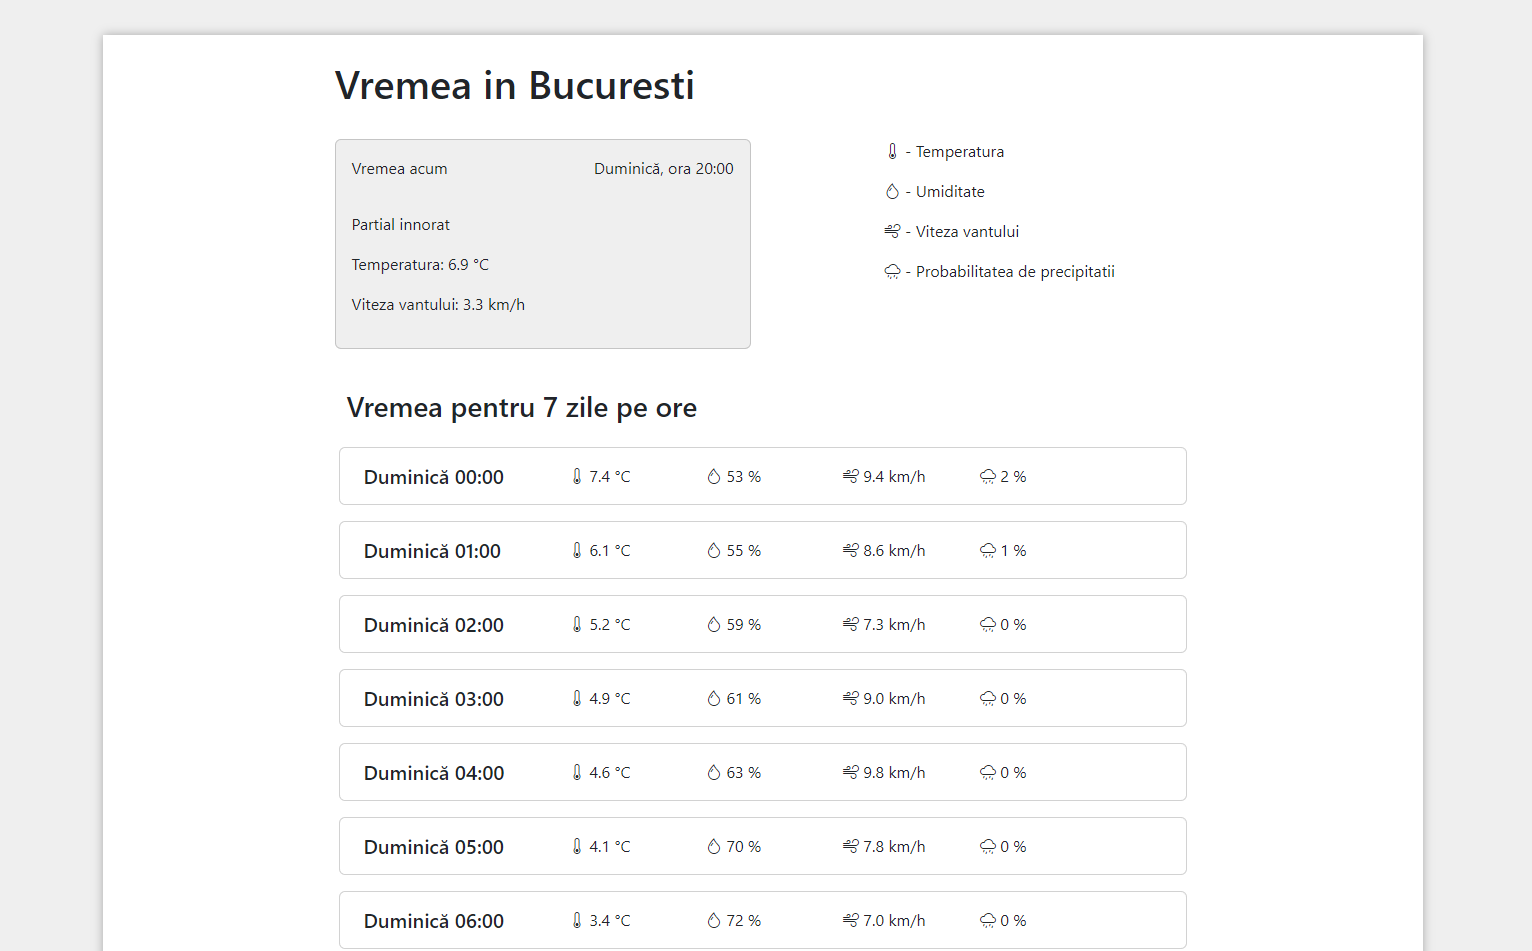 Vremea in Bucuresti
Vremea acum Duminică, ora 20:00
Partial innorat
Temperatura: 6.9 °C
Viteza vantului: 3.3 km/h
- Temperatura
- Umiditate
- Viteza vantului
- Probabilitatea de precipitatii
Vremea pentru 7 zile pe ore
Duminică 00:00 7.4 °C 53 % 9.4 km/h 2 %
Duminică 01:00 6.1 °C 55 % 8.6 km/h 1 %
Duminică 02:00 5.2 °C 59 % 7.3 km/h 0 %
Duminică 03:00 4.9 °C 61 % 9.0 km/h 0 %
Duminică 04:00 4.6 °C 63 % 9.8 km/h 0 %
Duminică 05:00 4.1 °C 70 % 7.8 km/h 0 %
Duminică 06:00 3.4 °C 72 % 7.0 km/h 0 %